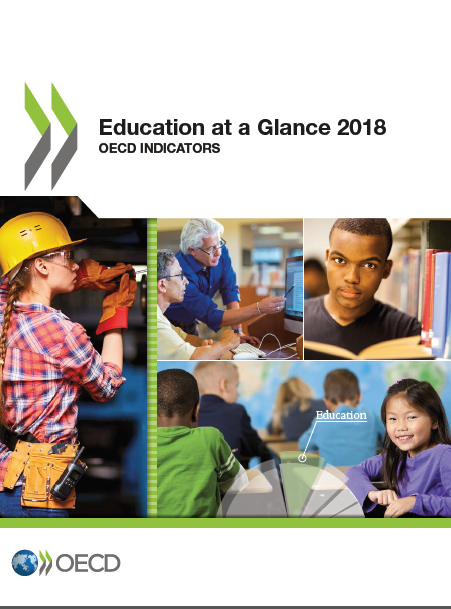 Education at a Glance 2018
OECD INDICATORS
Education
OECD